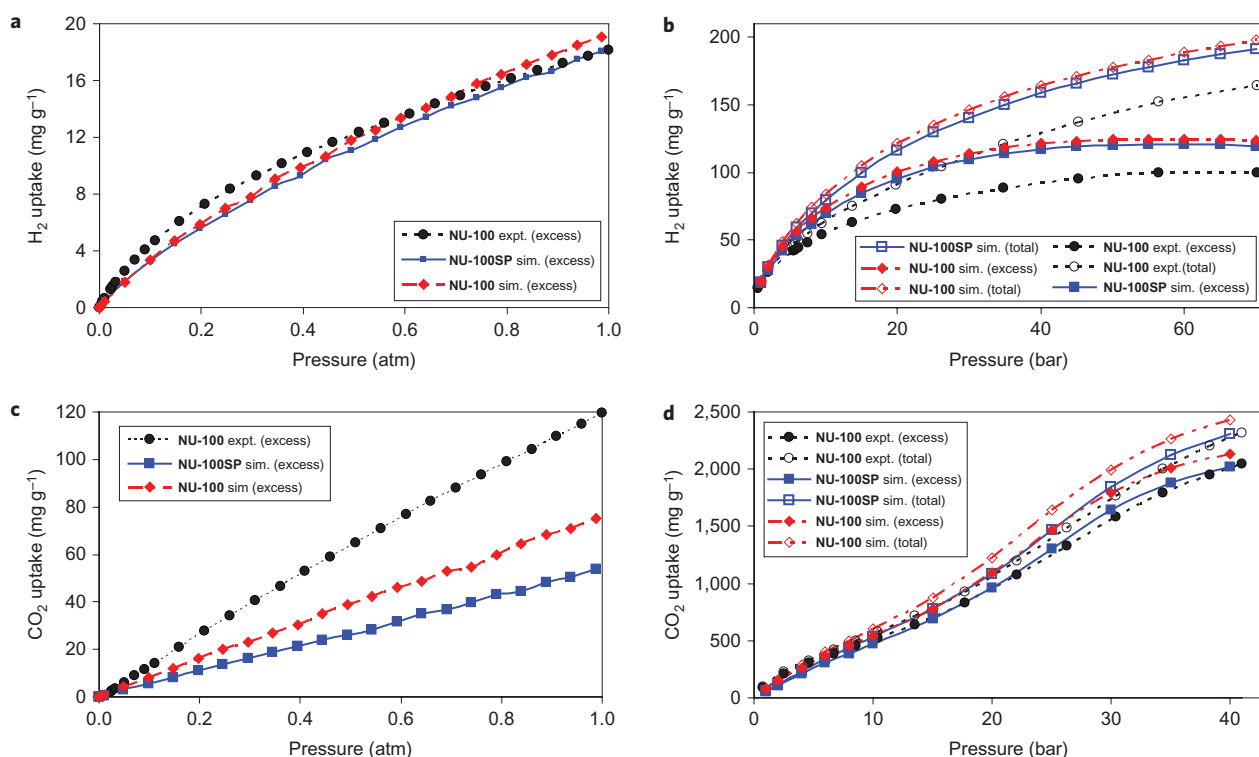 a
20
16
12
8
4
0
H₂ uptake (mg g⁻¹)
NU-100 expt. (excess)
NU-100SP sim. (excess)
NU-100 sim. (excess)
0.0 0.2 0.4 0.6 0.8 1.0
Pressure (atm)
b
200
150
100
50
0
H₂ uptake (mg g⁻¹)
NU-100SP sim. (total) NU-100 expt. (excess)
NU-100 sim. (excess) NU-100 expt.(total)
NU-100 sim. (total) NU-100SP sim. (excess)
0 20 40 60
Pressure (bar)
c
120
100
80
60
40
20
0
CO₂ uptake (mg g⁻¹)
NU-100 expt. (excess)
NU-100SP sim. (excess)
NU-100 sim (excess)
0.0 0.2 0.4 0.6 0.8 1.0
Pressure (atm)
d
2,500
2,000
1,500
1,000
500
0
CO₂ uptake (mg g⁻¹)
NU-100 expt. (excess)
NU-100 expt. (total)
NU-100SP sim. (excess)
NU-100SP sim. (total)
NU-100 sim. (excess)
NU-100 sim. (total)
0 10 20 30 40
Pressure (bar)